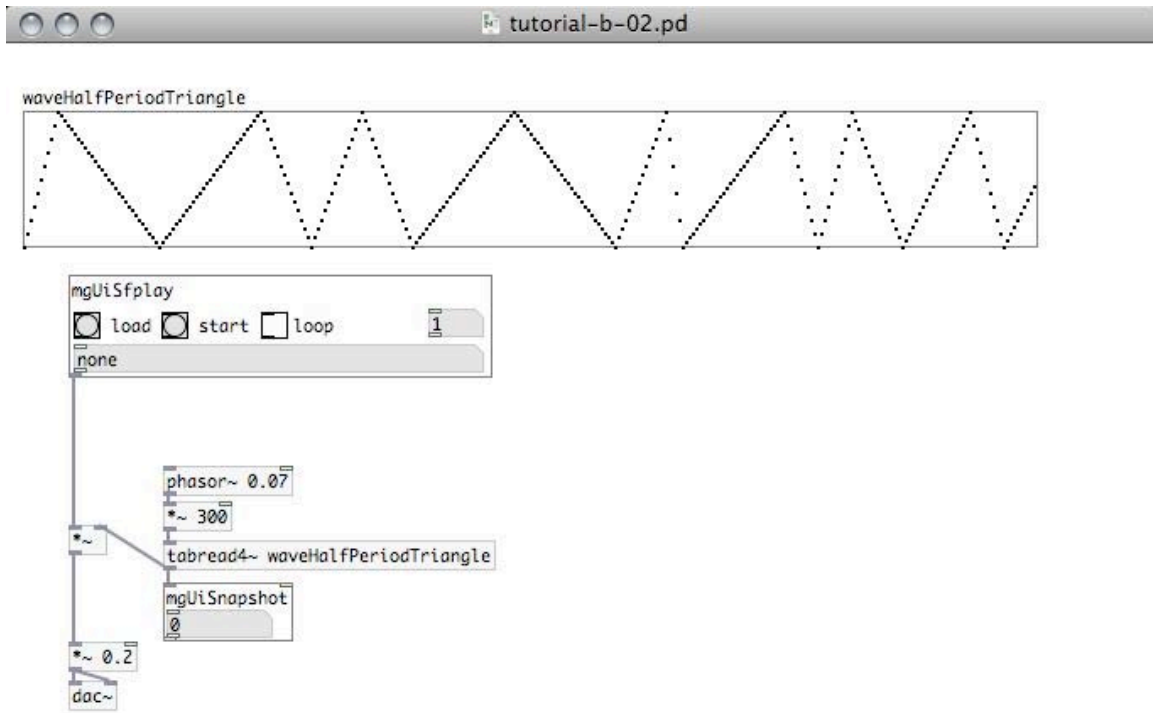 tutorial-b-02.pd
waveHalfPeriodTriangle
mgUiSfplay
load start loop 1
none
phasor~ 0.07
*~ 300
*~
tabread4~ waveHalfPeriodTriangle
mgUiSnapshot
0
*~ 0.2
dac~